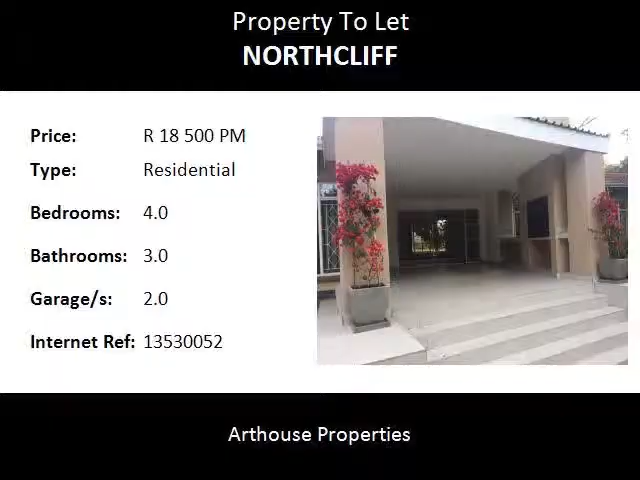 Property To Let
NORTHCLIFF
Price: R 18 500 PM
Type: Residential
Bedrooms: 4.0
Bathrooms: 3.0
Garage/s: 2.0
Internet Ref: 13530052
Arthouse Properties